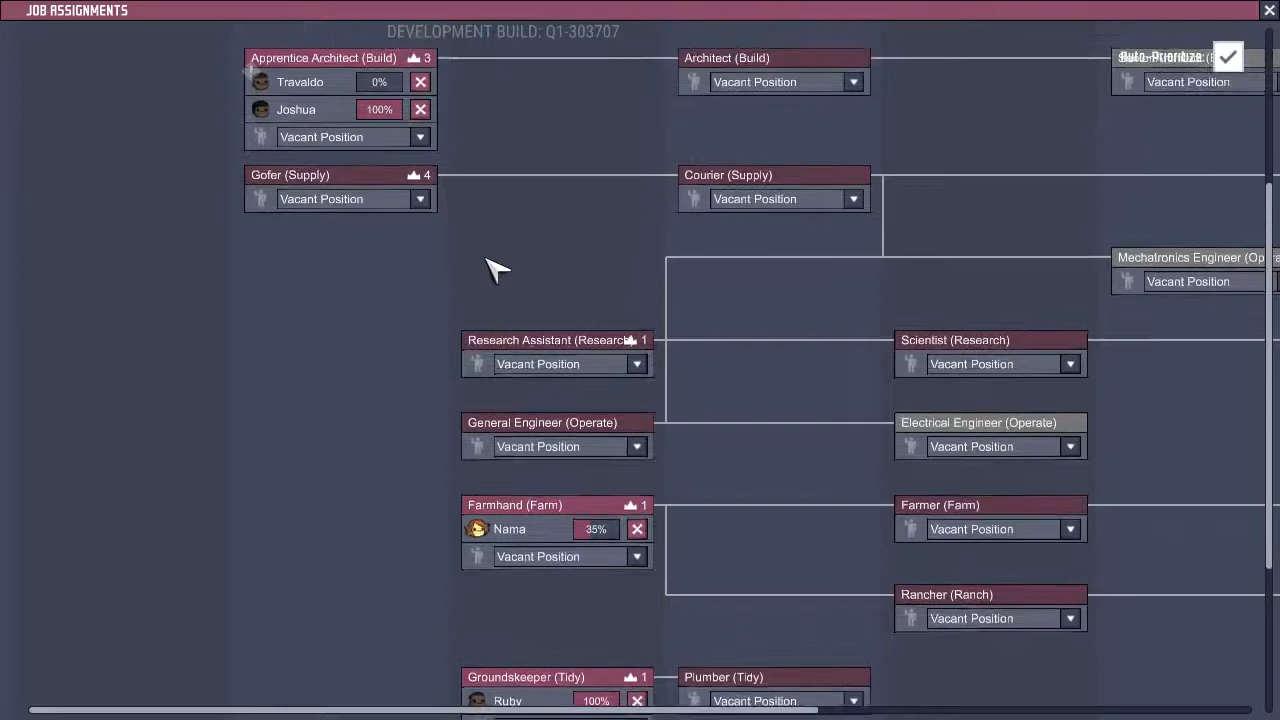 JOB ASSIGNMENTS
DEVELOPMENT BUILD: Q1-303707
Apprentice Architect (Build) 3
Travaldo 0%
Joshua 100%
Vacant Position
Architect (Build)
Vacant Position
Auto-Prioritize:
Vacant Position
Gofer (Supply) 4
Vacant Position
Courier (Supply)
Vacant Position
Mechatronics Engineer (Opera
Vacant Position
Research Assistant (Research 1
Vacant Position
Scientist (Research)
Vacant Position
General Engineer (Operate)
Vacant Position
Electrical Engineer (Operate)
Vacant Position
Farmhand (Farm) 1
Nama 35%
Vacant Position
Farmer (Farm)
Vacant Position
Rancher (Ranch)
Vacant Position
Groundskeeper (Tidy) 1
Ruby 100%
Plumber (Tidy)
Vacant Position